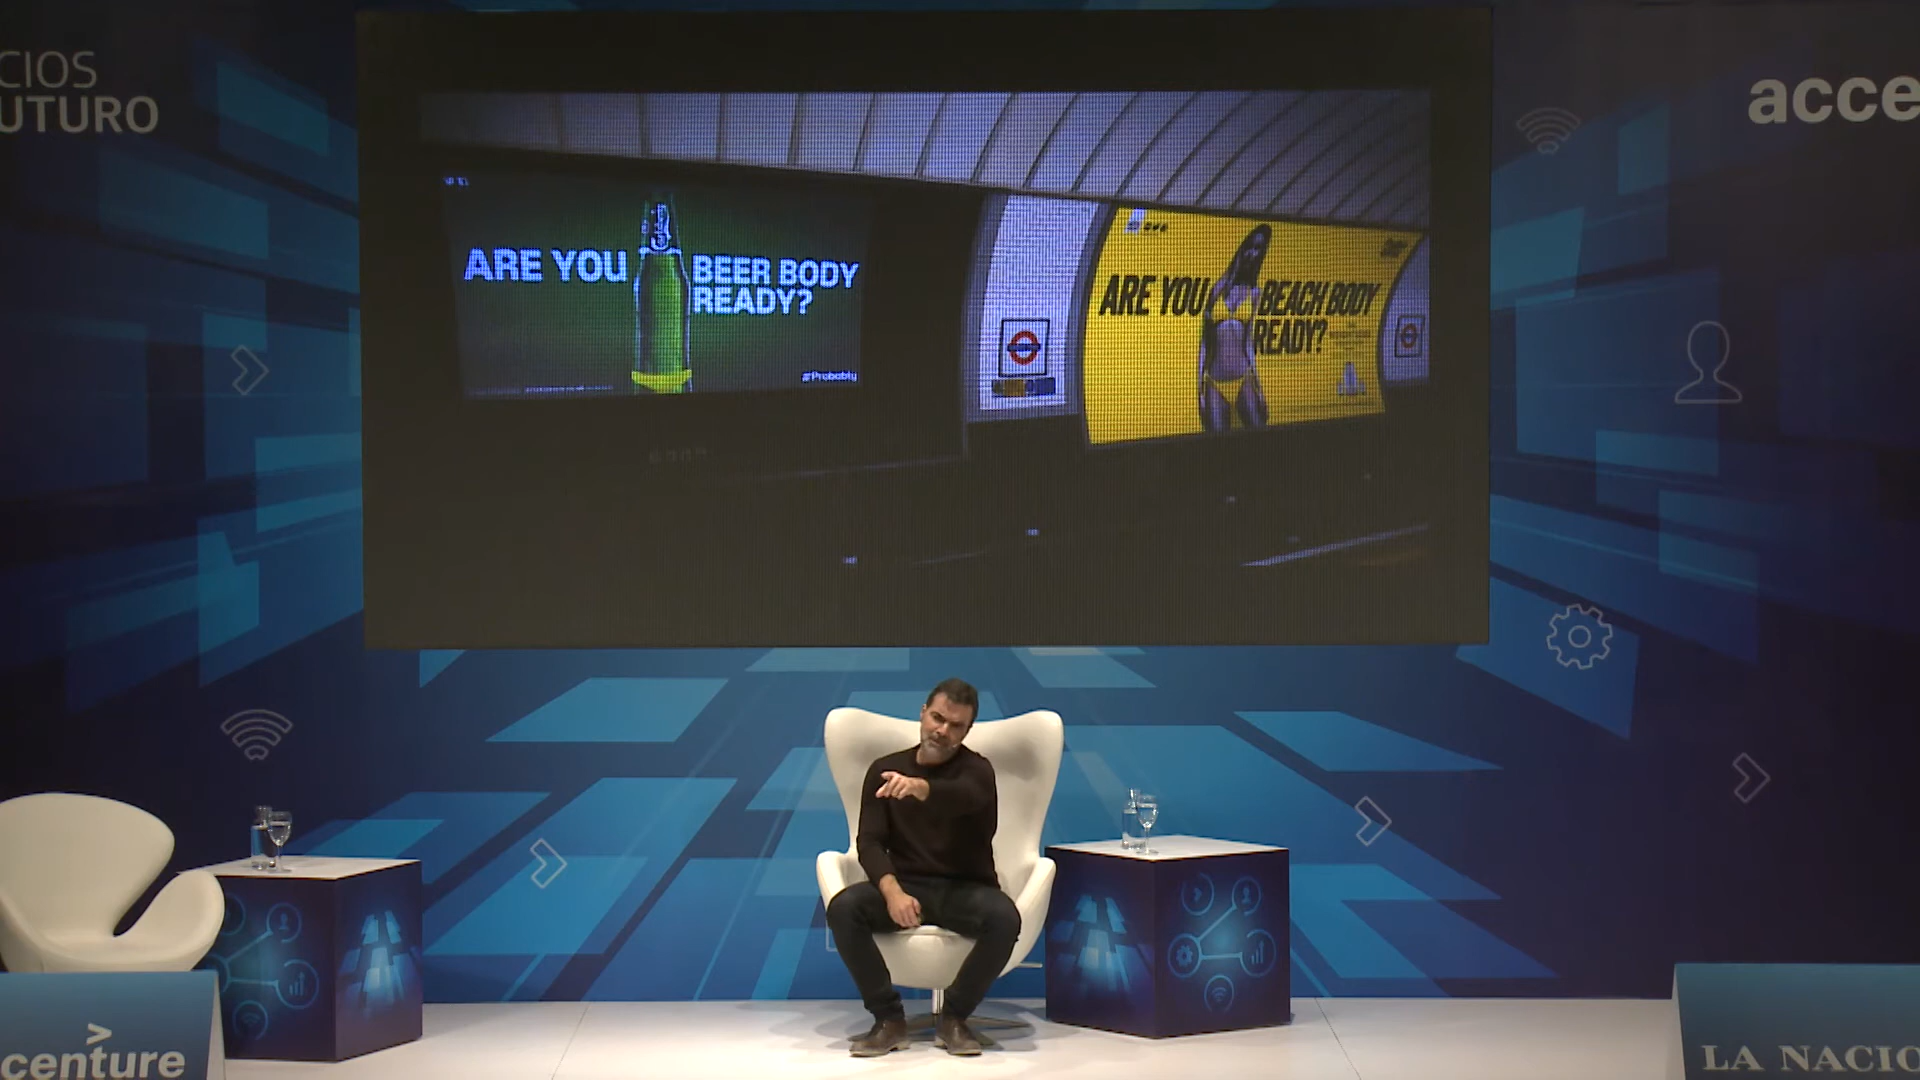 CIOS
UTURO
acce
ARE YOU
BEER BODY
READY?
#Probably
ARE YOU
BEACH BODY
READY?
>
centure
LA NACIO